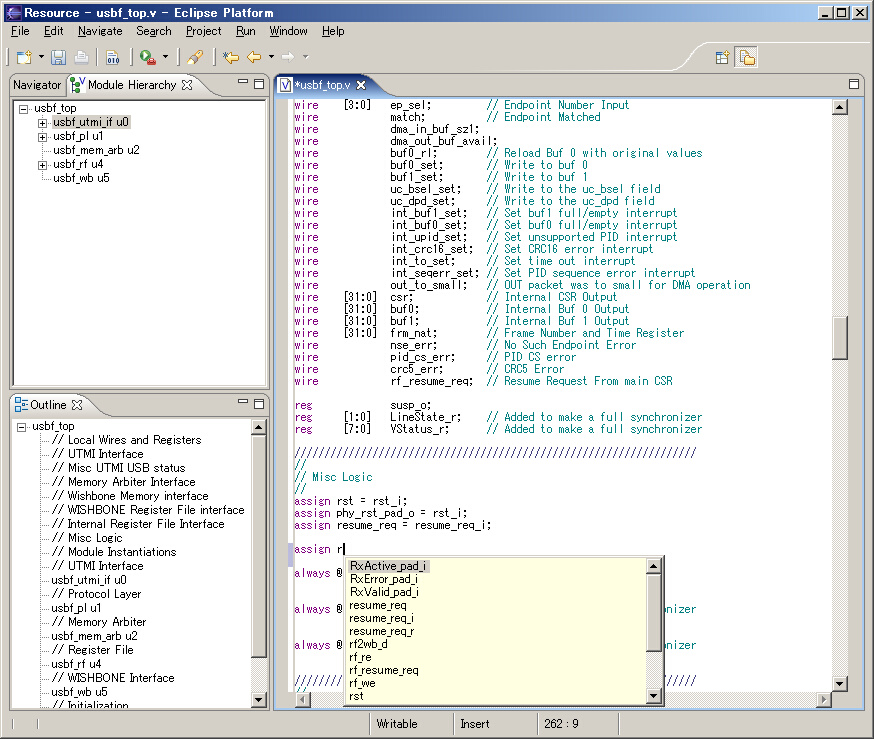 Resource - usbf_top.v - Eclipse Platform
File Edit Navigate Search Project Run Window Help
010
Navigator Module Hierarchy
usbf_top
usbf_utmi_if u0
usbf_pl u1
usbf_mem_arb u2
usbf_rf u4
usbf_wb u5
Outline
usbf_top
// Local Wires and Registers
// UTMI Interface
// Misc UTMI USB status
// Memory Arbiter Interface
// Wishbone Memory interface
// WISHBONE Register File interface
// Internal Register File Interface
// Misc Logic
// Module Instantiations
// UTMI Interface
usbf_utmi_if u0
// Protocol Layer
usbf_pl u1
// Memory Arbiter
usbf_mem_arb u2
// Register File
usbf_rf u4
// WISHBONE Interface
usbf_wb u5
// Initialization
*usbf_top.v
wire [3:0] ep_sel; // Endpoint Number Input
wire match; // Endpoint Matched
wire dma_in_buf_sz1;
wire dma_out_buf_avail;
wire buf0_rl; // Reload Buf 0 with original values
wire buf0_set; // Write to buf 0
wire buf1_set; // Write to buf 1
wire uc_bsel_set; // Write to the uc_bsel field
wire uc_dpd_set; // Write to the uc_dpd field
wire int_buf1_set; // Set buf1 full/empty interrupt
wire int_buf0_set; // Set buf0 full/empty interrupt
wire int_upid_set; // Set unsupported PID interrupt
wire int_crc16_set; // Set CRC16 error interrupt
wire int_to_set; // Set time out interrupt
wire int_seqerr_set; // Set PID sequence error interrupt
wire out_to_small; // OUT packet was to small for DMA operation
wire [31:0] csr; // Internal CSR Output
wire [31:0] buf0; // Internal Buf 0 Output
wire [31:0] buf1; // Internal Buf 1 Output
wire [31:0] frm_nat; // Frame Number and Time Register
wire nse_err; // No Such Endpoint Error
wire pid_cs_err; // PID CS error
wire crc5_err; // CRC5 Error
wire rf_resume_req; // Resume Request From main CSR
reg susp_o;
reg [1:0] LineState_r; // Added to make a full synchronizer
reg [7:0] VStatus_r; // Added to make a full synchronizer
///////////////////////////////////////////////////////////////////
//
// Misc Logic
//
assign rst = rst_i;
assign phy_rst_pad_o = rst_i;
assign resume_req = resume_req_i;
assign r
always @
always @ nizer
always @ nizer
RxActive_pad_i
RxError_pad_i
RxValid_pad_i
resume_req
resume_req_i
resume_req_r
rf2wb_d
rf_re
rf_resume_req
rf_we
rst
//////// //////
//
Writable Insert 262 : 9